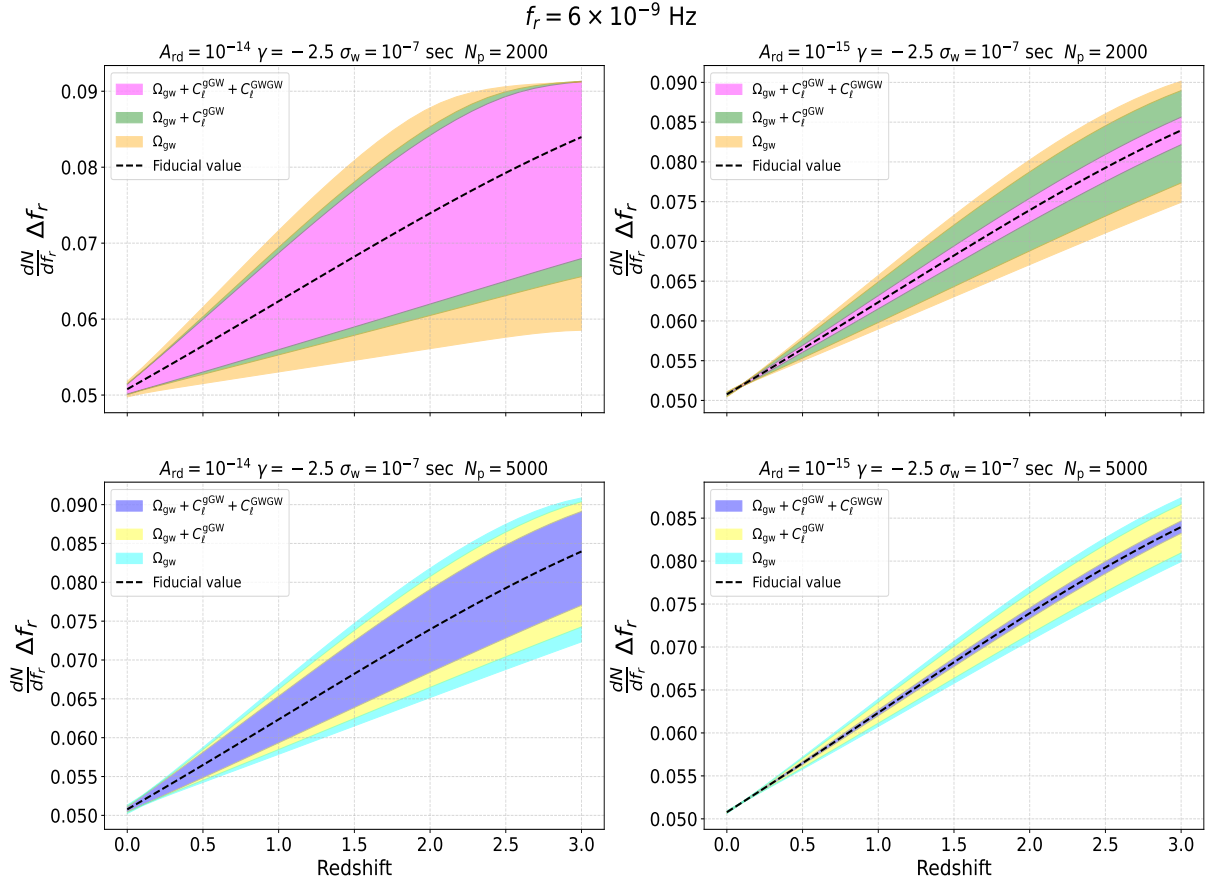 f_r = 6 × 10⁻⁹ Hz
A_rd = 10⁻¹⁴ γ = −2.5 σ_w = 10⁻⁷ sec N_p = 2000
0.09
0.08
0.07
0.06
0.05
dN/df_r Δf_r
Ω_gw + C_ℓ^gGW + C_ℓ^GWGW
Ω_gw + C_ℓ^gGW
Ω_gw
Fiducial value
A_rd = 10⁻¹⁵ γ = −2.5 σ_w = 10⁻⁷ sec N_p = 2000
0.090
0.085
0.080
0.075
0.070
0.065
0.060
0.055
0.050
dN/df_r Δf_r
Ω_gw + C_ℓ^gGW + C_ℓ^GWGW
Ω_gw + C_ℓ^gGW
Ω_gw
Fiducial value
A_rd = 10⁻¹⁴ γ = −2.5 σ_w = 10⁻⁷ sec N_p = 5000
0.090
0.085
0.080
0.075
0.070
0.065
0.060
0.055
0.050
dN/df_r Δf_r
Ω_gw + C_ℓ^gGW + C_ℓ^GWGW
Ω_gw + C_ℓ^gGW
Ω_gw
Fiducial value
0.0 0.5 1.0 1.5 2.0 2.5 3.0
Redshift
A_rd = 10⁻¹⁵ γ = −2.5 σ_w = 10⁻⁷ sec N_p = 5000
0.085
0.080
0.075
0.070
0.065
0.060
0.055
0.050
dN/df_r Δf_r
Ω_gw + C_ℓ^gGW + C_ℓ^GWGW
Ω_gw + C_ℓ^gGW
Ω_gw
Fiducial value
0.0 0.5 1.0 1.5 2.0 2.5 3.0
Redshift